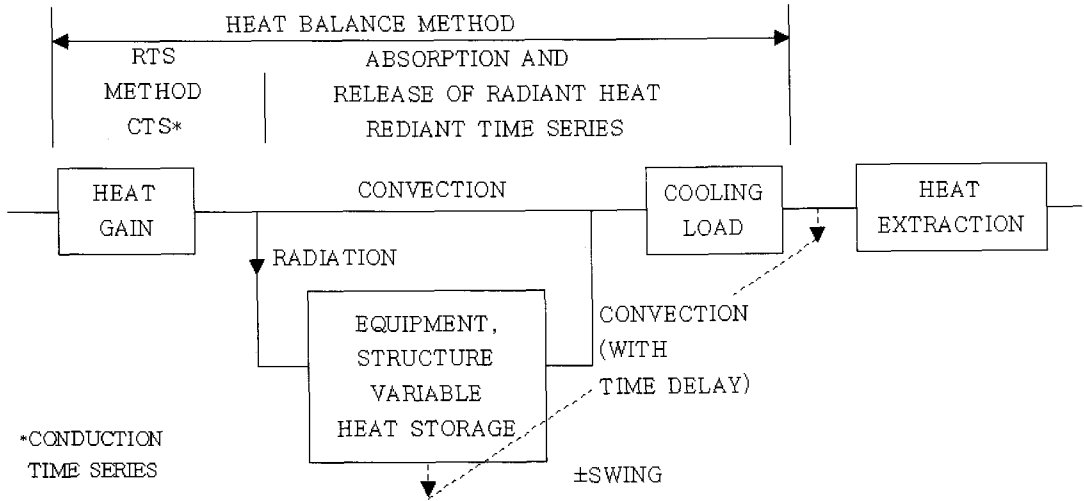 HEAT BALANCE METHOD
RTS
METHOD
CTS*
ABSORPTION AND
RELEASE OF RADIANT HEAT
REDIANT TIME SERIES
HEAT
GAIN
CONVECTION
COOLING
LOAD
HEAT
EXTRACTION
RADIATION
EQUIPMENT,
STRUCTURE
VARIABLE
HEAT STORAGE
CONVECTION
(WITH
TIME DELAY)
*CONDUCTION
TIME SERIES
±SWING